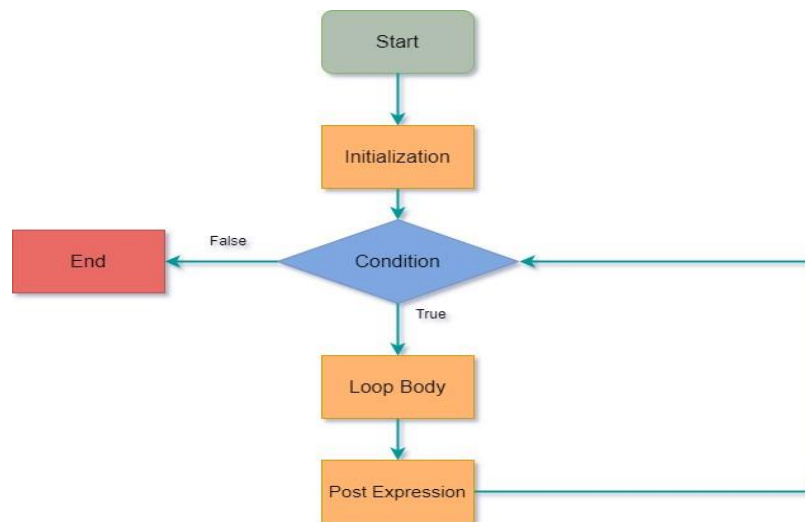 Start
Initialization
False
End
Condition
True
Loop Body
Post Expression